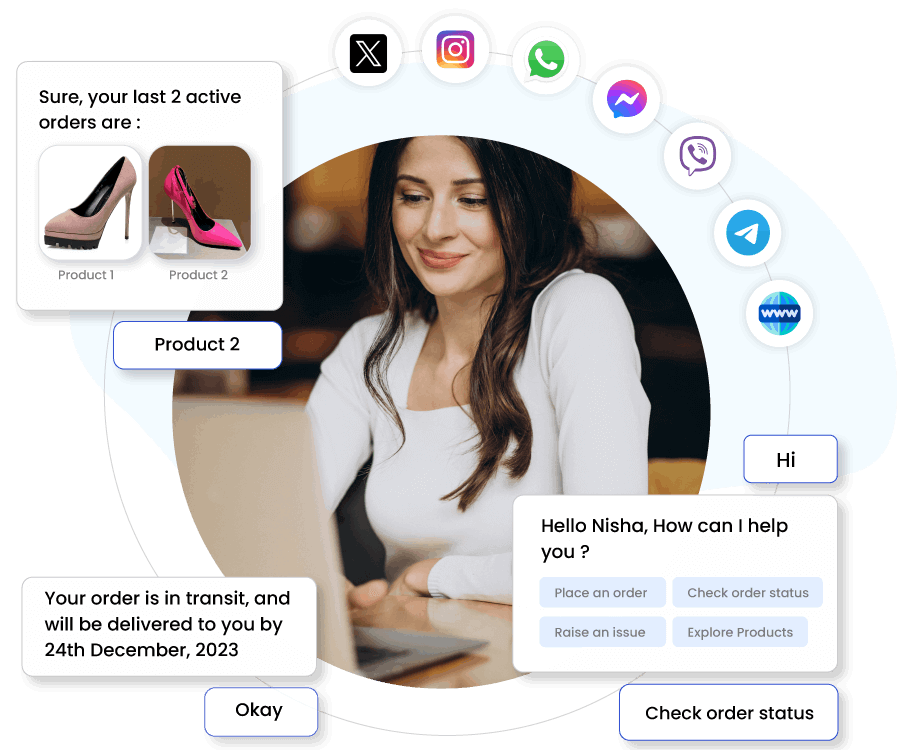 Sure, your last 2 active
orders are :
Product 1
Product 2
Product 2
www
Hi
Hello Nisha, How can I help
you ?
Place an order
Check order status
Raise an issue
Explore Products
Check order status
Your order is in transit, and
will be delivered to you by
24th December, 2023
Okay